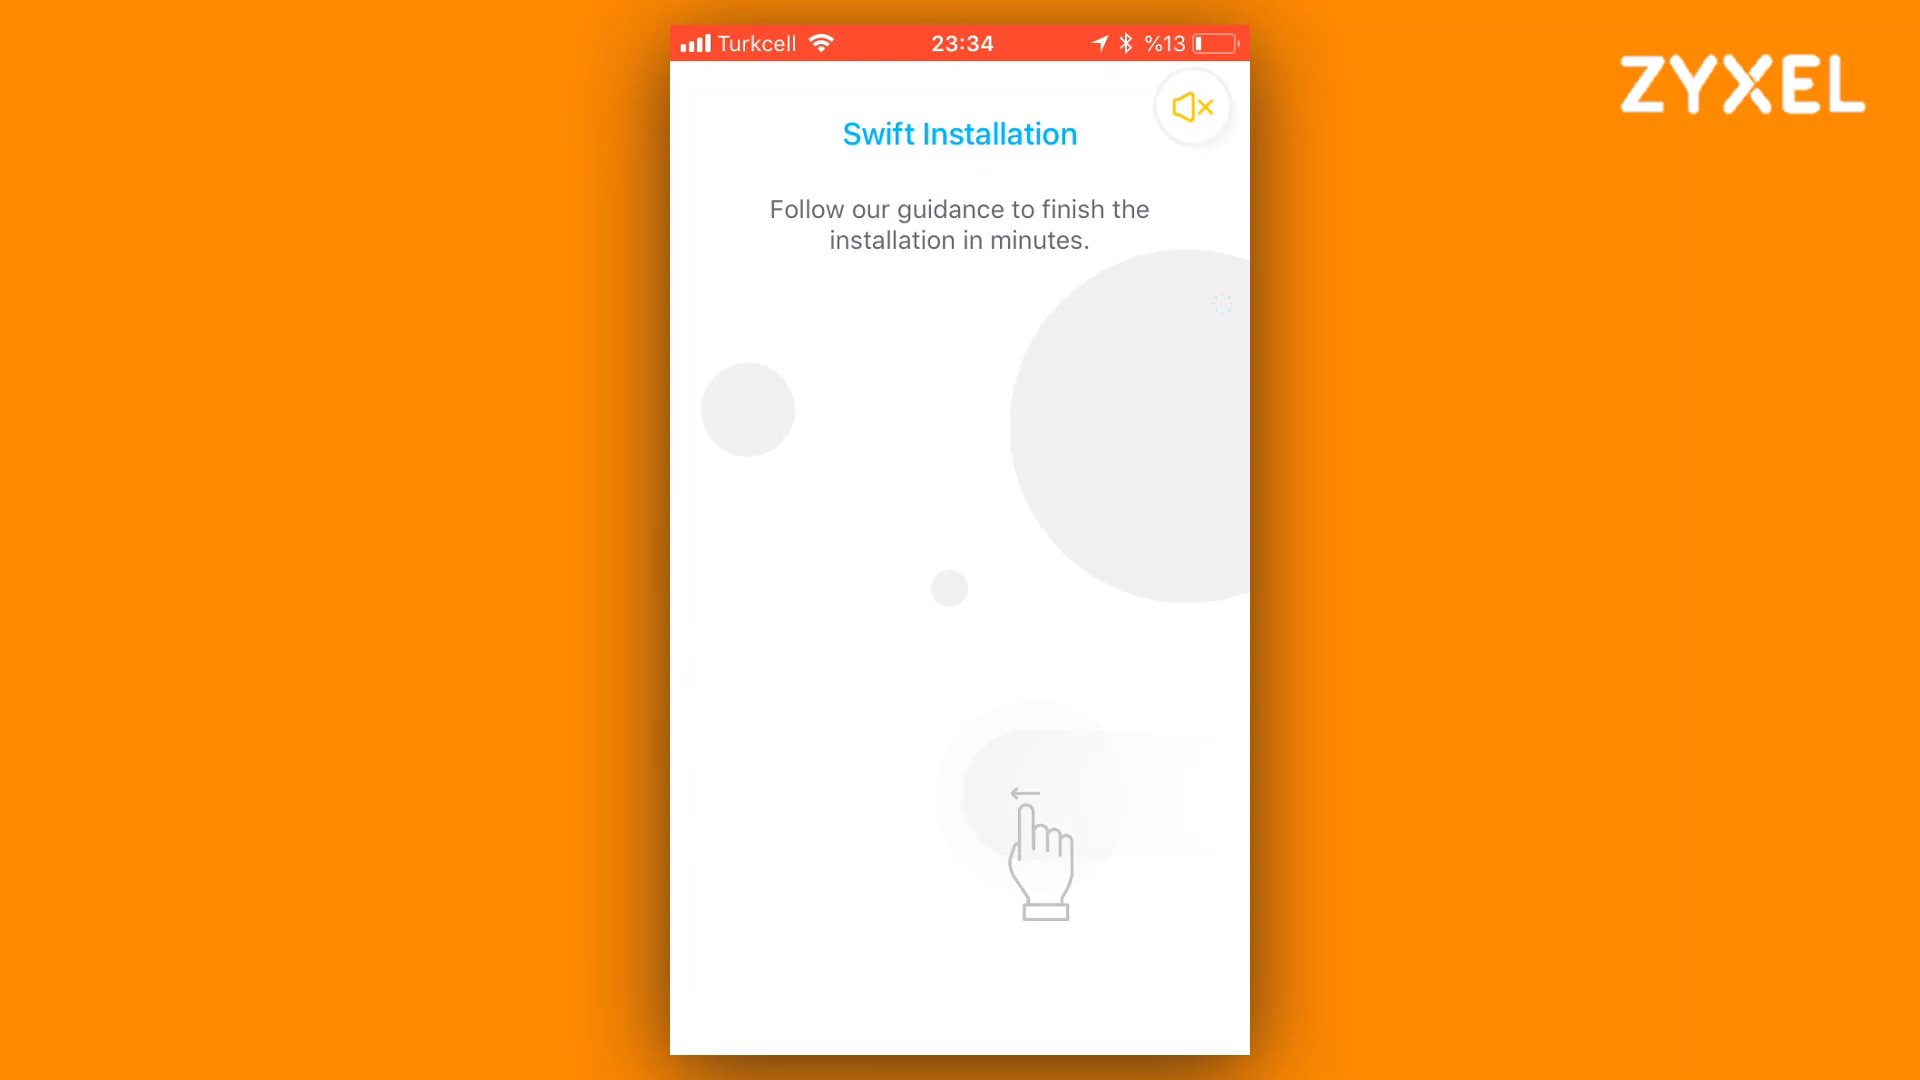 Turkcell 23:34 %13
ZYXEL
Swift Installation
Follow our guidance to finish the
installation in minutes.